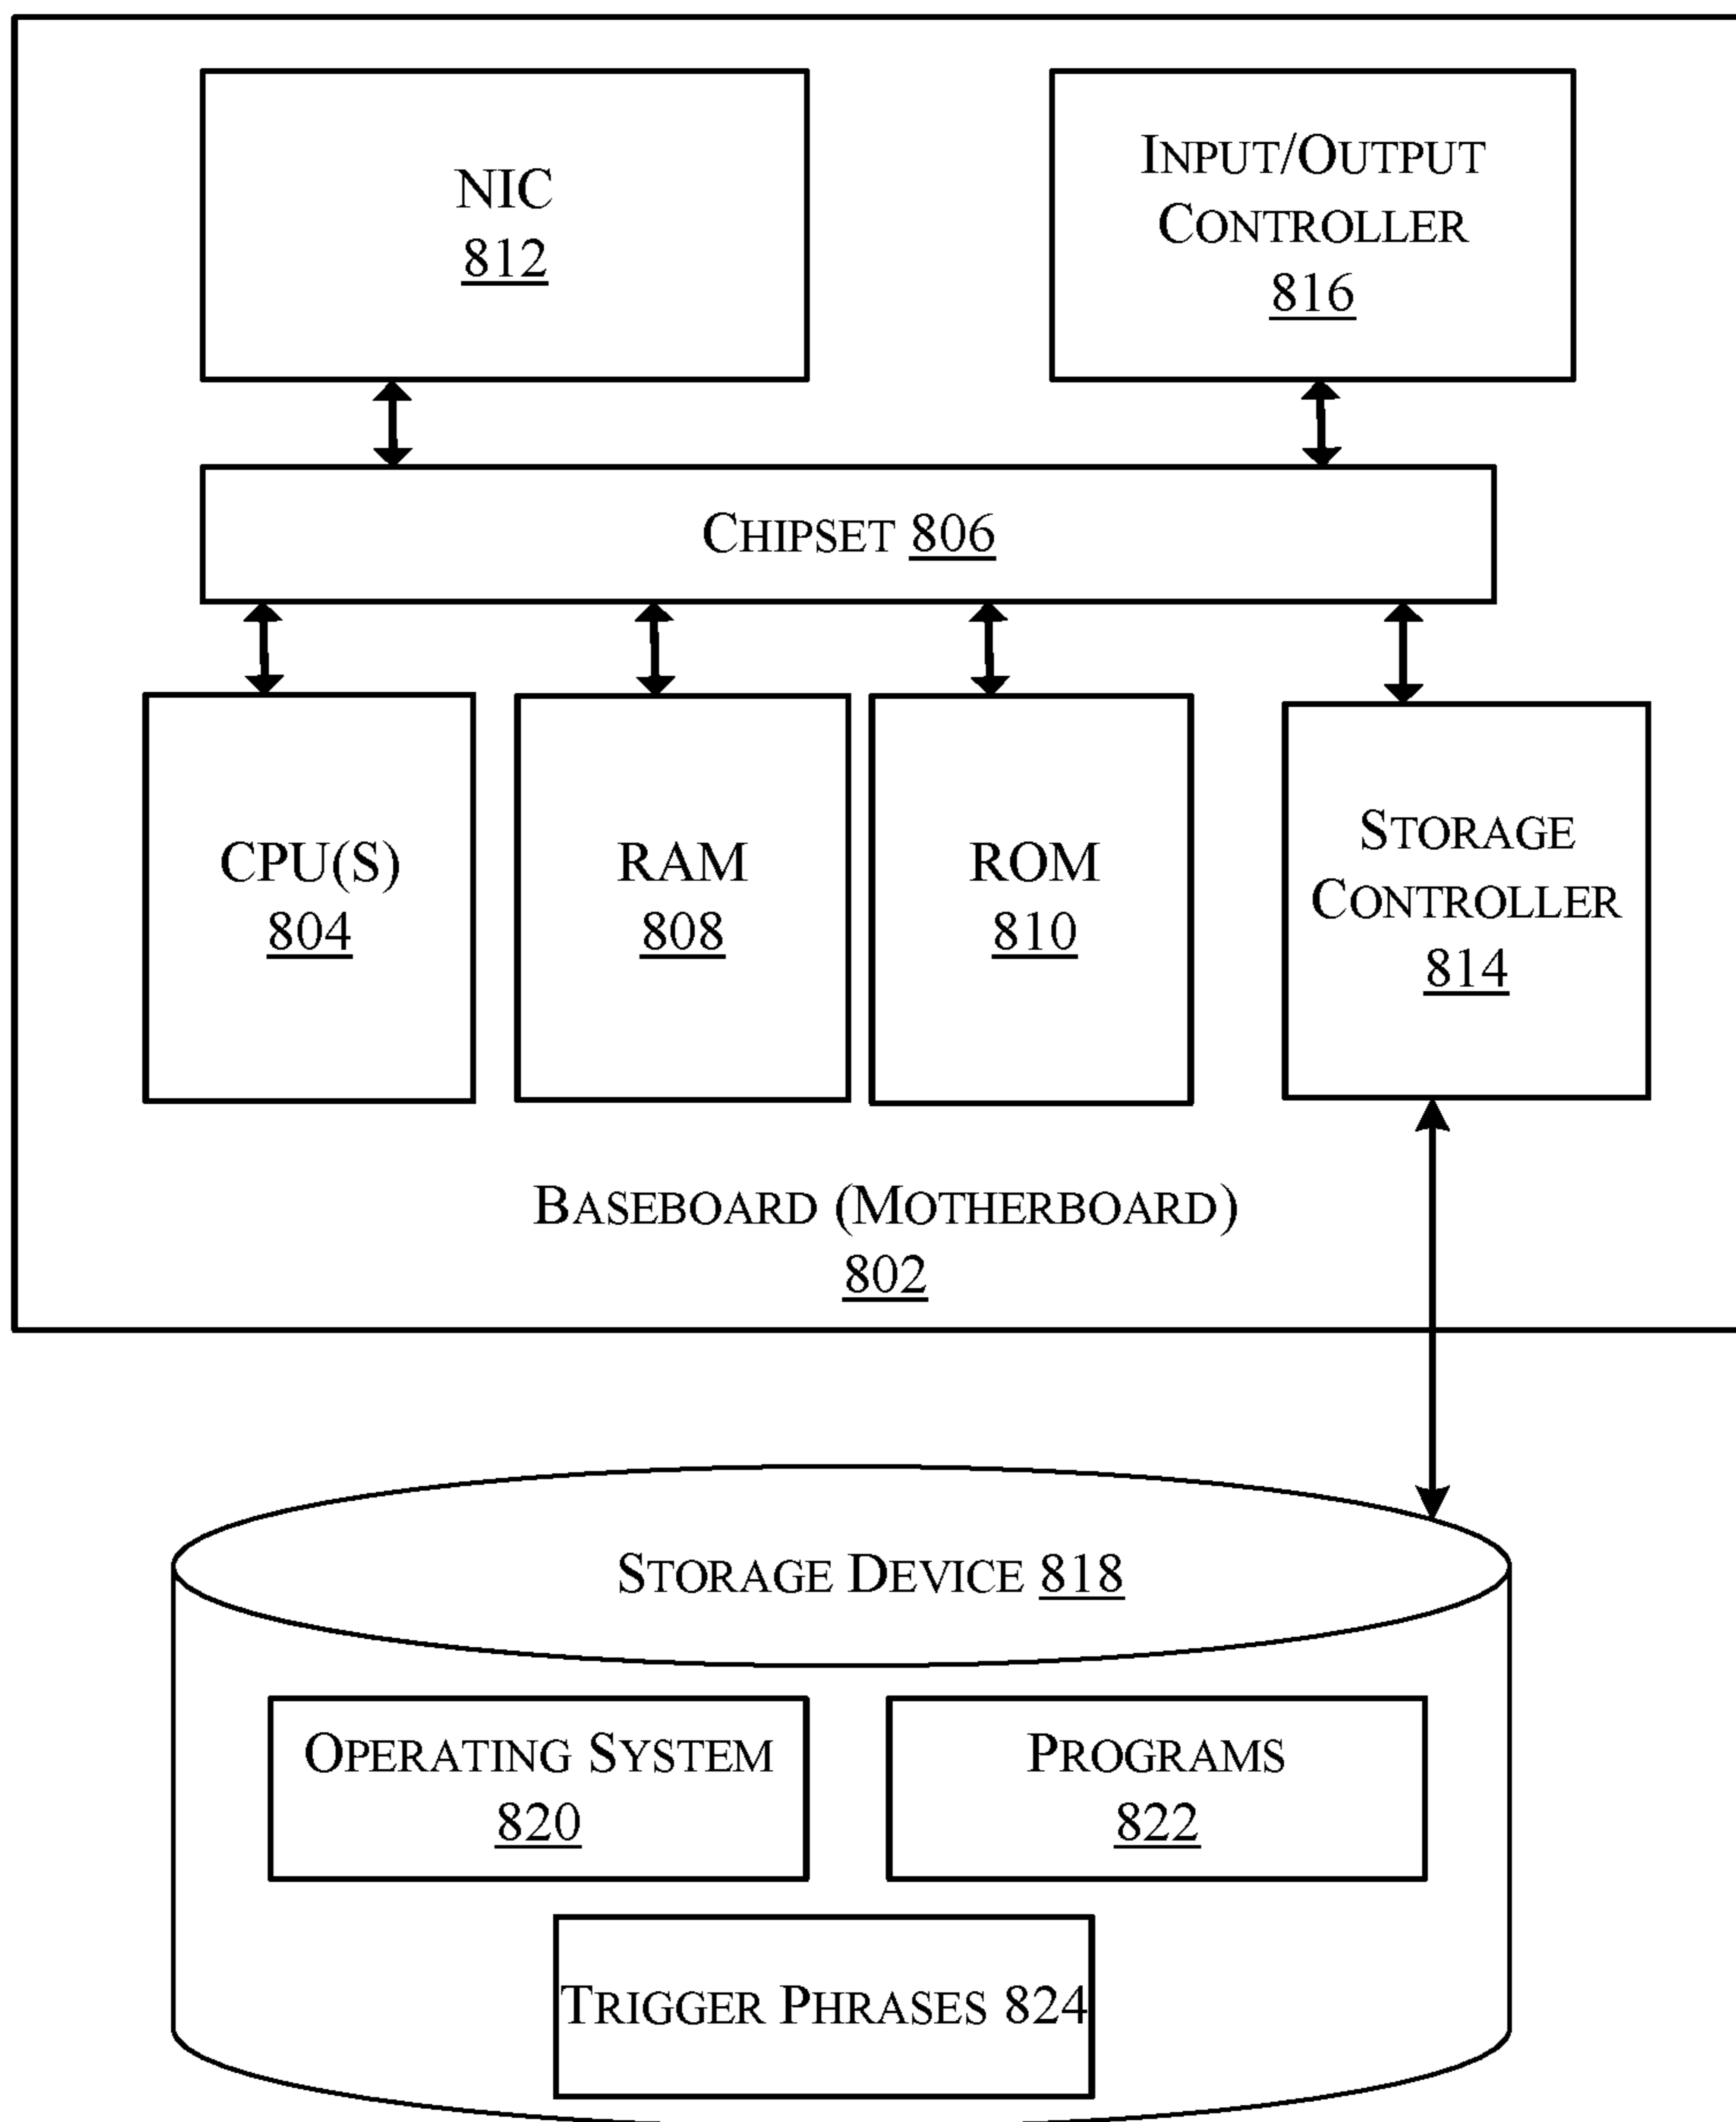 NIC
812
INPUT/OUTPUT
CONTROLLER
816
CHIPSET 806
CPU(S)
804
RAM
808
ROM
810
STORAGE
CONTROLLER
814
BASEBOARD (MOTHERBOARD)
802
STORAGE DEVICE 818
OPERATING SYSTEM
820
PROGRAMS
822
TRIGGER PHRASES 824